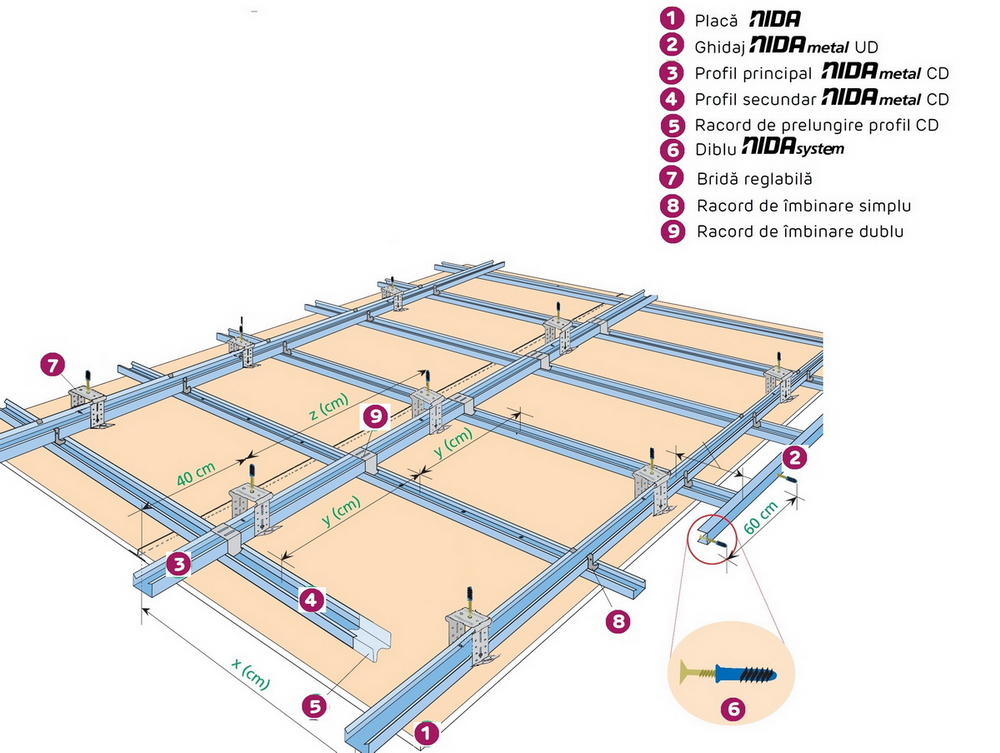 1 Placă NIDA
2 Ghidaj NIDA metal UD
3 Profil principal NIDA metal CD
4 Profil secundar NIDA metal CD
5 Racord de prelungire profil CD
6 Diblu NIDA system
7 Bridă reglabilă
8 Racord de îmbinare simplu
9 Racord de îmbinare dublu
7
z (cm)
9
40 cm
y (cm)
2
y (cm)
60 cm
3
4
8
x (cm)
5
6
1